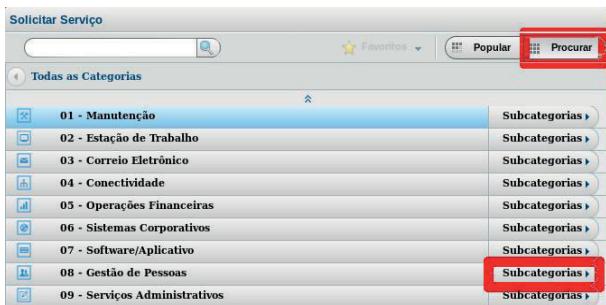 Solicitar Serviço
Favoritos Popular Procurar
Todas as Categorias
01 - Manutenção Subcategorias
02 - Estação de Trabalho Subcategorias
03 - Correio Eletrônico Subcategorias
04 - Conectividade Subcategorias
05 - Operações Financeiras Subcategorias
06 - Sistemas Corporativos Subcategorias
07 - Software/Aplicativo Subcategorias
08 - Gestão de Pessoas Subcategorias
09 - Serviços Administrativos Subcategorias